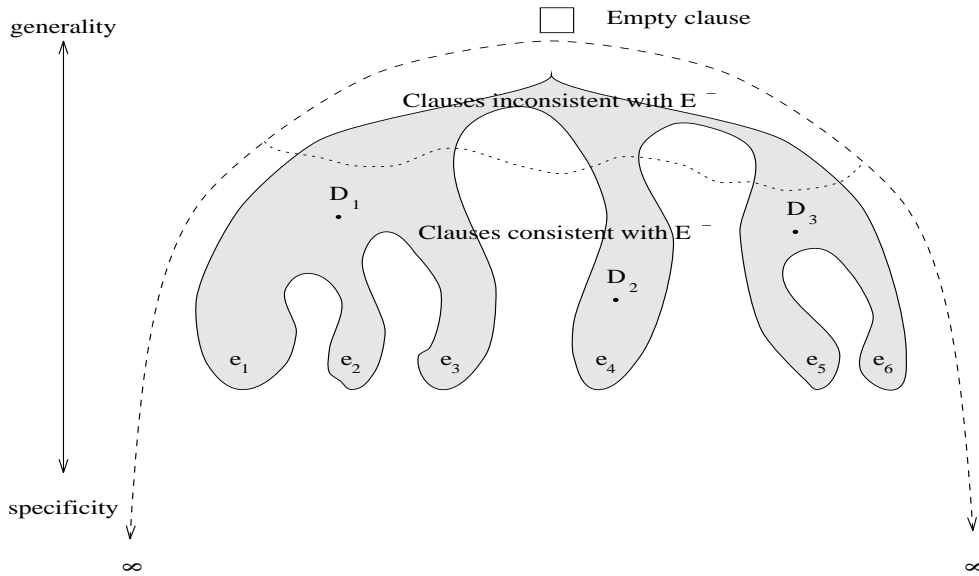 Empty clause
generality
Clauses inconsistent with E⁻
D₁
D₃
Clauses consistent with E⁻
D₂
e₁ e₂ e₃ e₄ e₅ e₆
specificity
∞ ∞